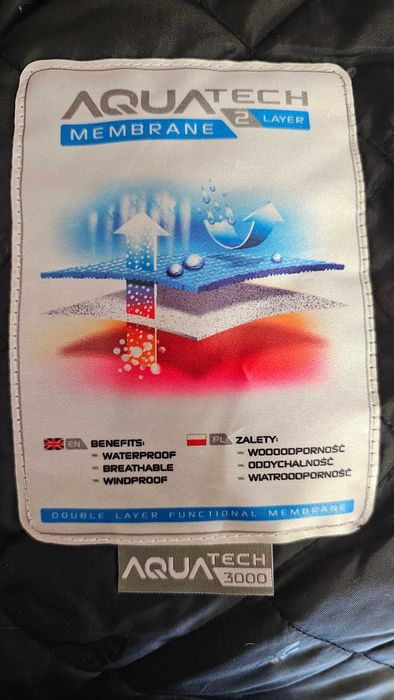 AQUATECH
MEMBRANE 2 LAYER
EN BENEFITS:
- WATERPROOF
- BREATHABLE
- WINDPROOF
PL ZALETY:
- WODOODPORNOŚĆ
- ODDYCHALNOŚĆ
- WIATROODPORNOŚĆ
DOUBLE LAYER FUNCTIONAL MEMBRANE
AQUATECH
3000